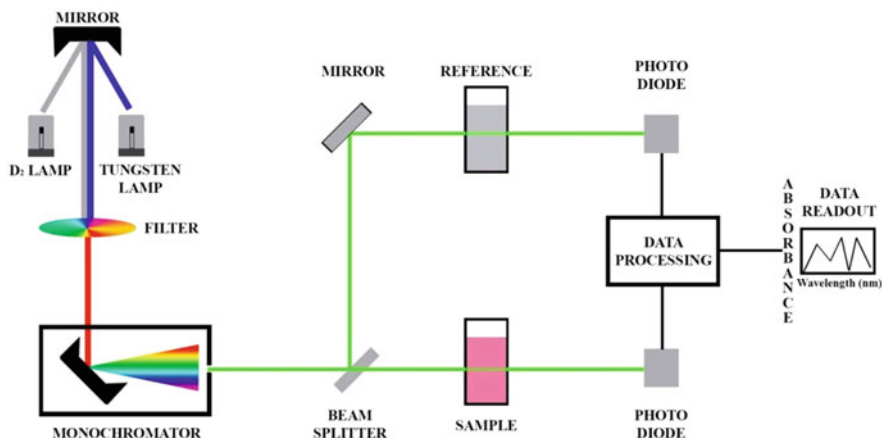 MIRROR
D₂ LAMP
TUNGSTEN
LAMP
FILTER
MONOCHROMATOR
MIRROR
REFERENCE
PHOTO
DIODE
BEAM
SPLITTER
SAMPLE
PHOTO
DIODE
DATA
PROCESSING
ABSORBANCE
DATA
READOUT
Wavelength (nm)